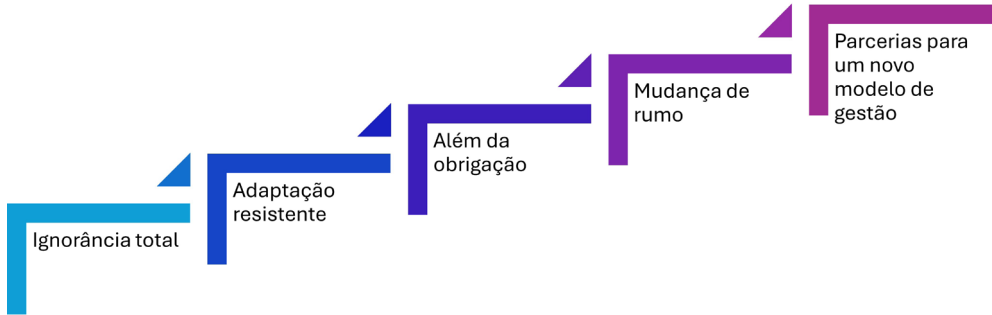 Ignorância total
Adaptação
resistente
Além da
obrigação
Mudança de
rumo
Parcerias para
um novo
modelo de
gestão